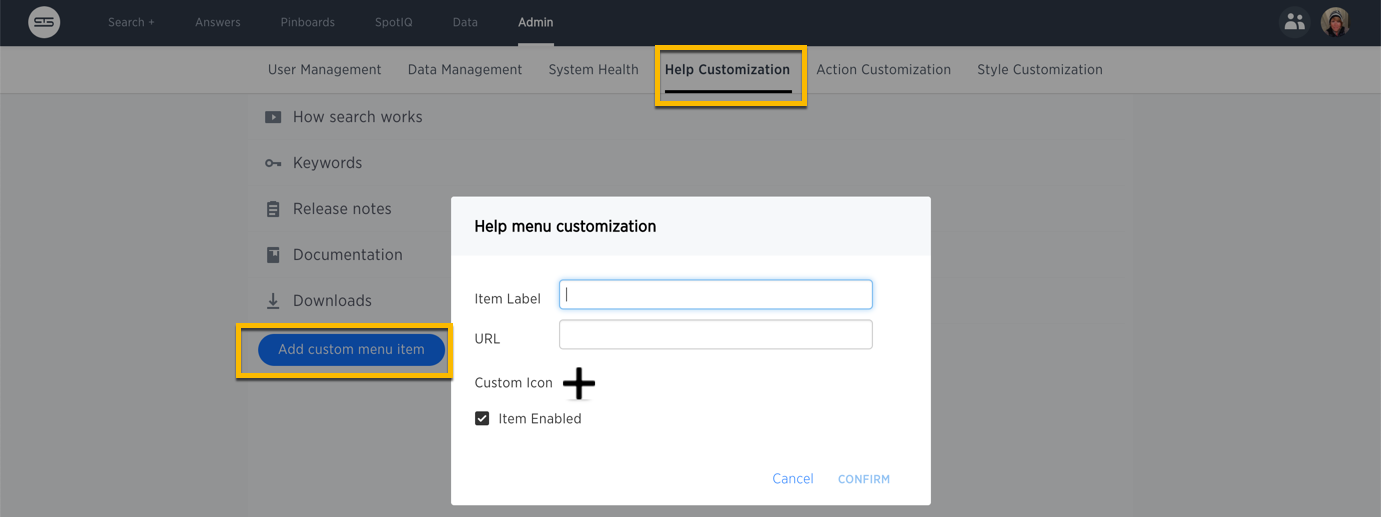 Search + Answers Pinboards SpotIQ Data Admin
User Management Data Management System Health Help Customization Action Customization Style Customization
How search works
Keywords
Release notes
Documentation
Downloads
Add custom menu item
Help menu customization
Item Label
URL
Custom Icon
Item Enabled
Cancel CONFIRM